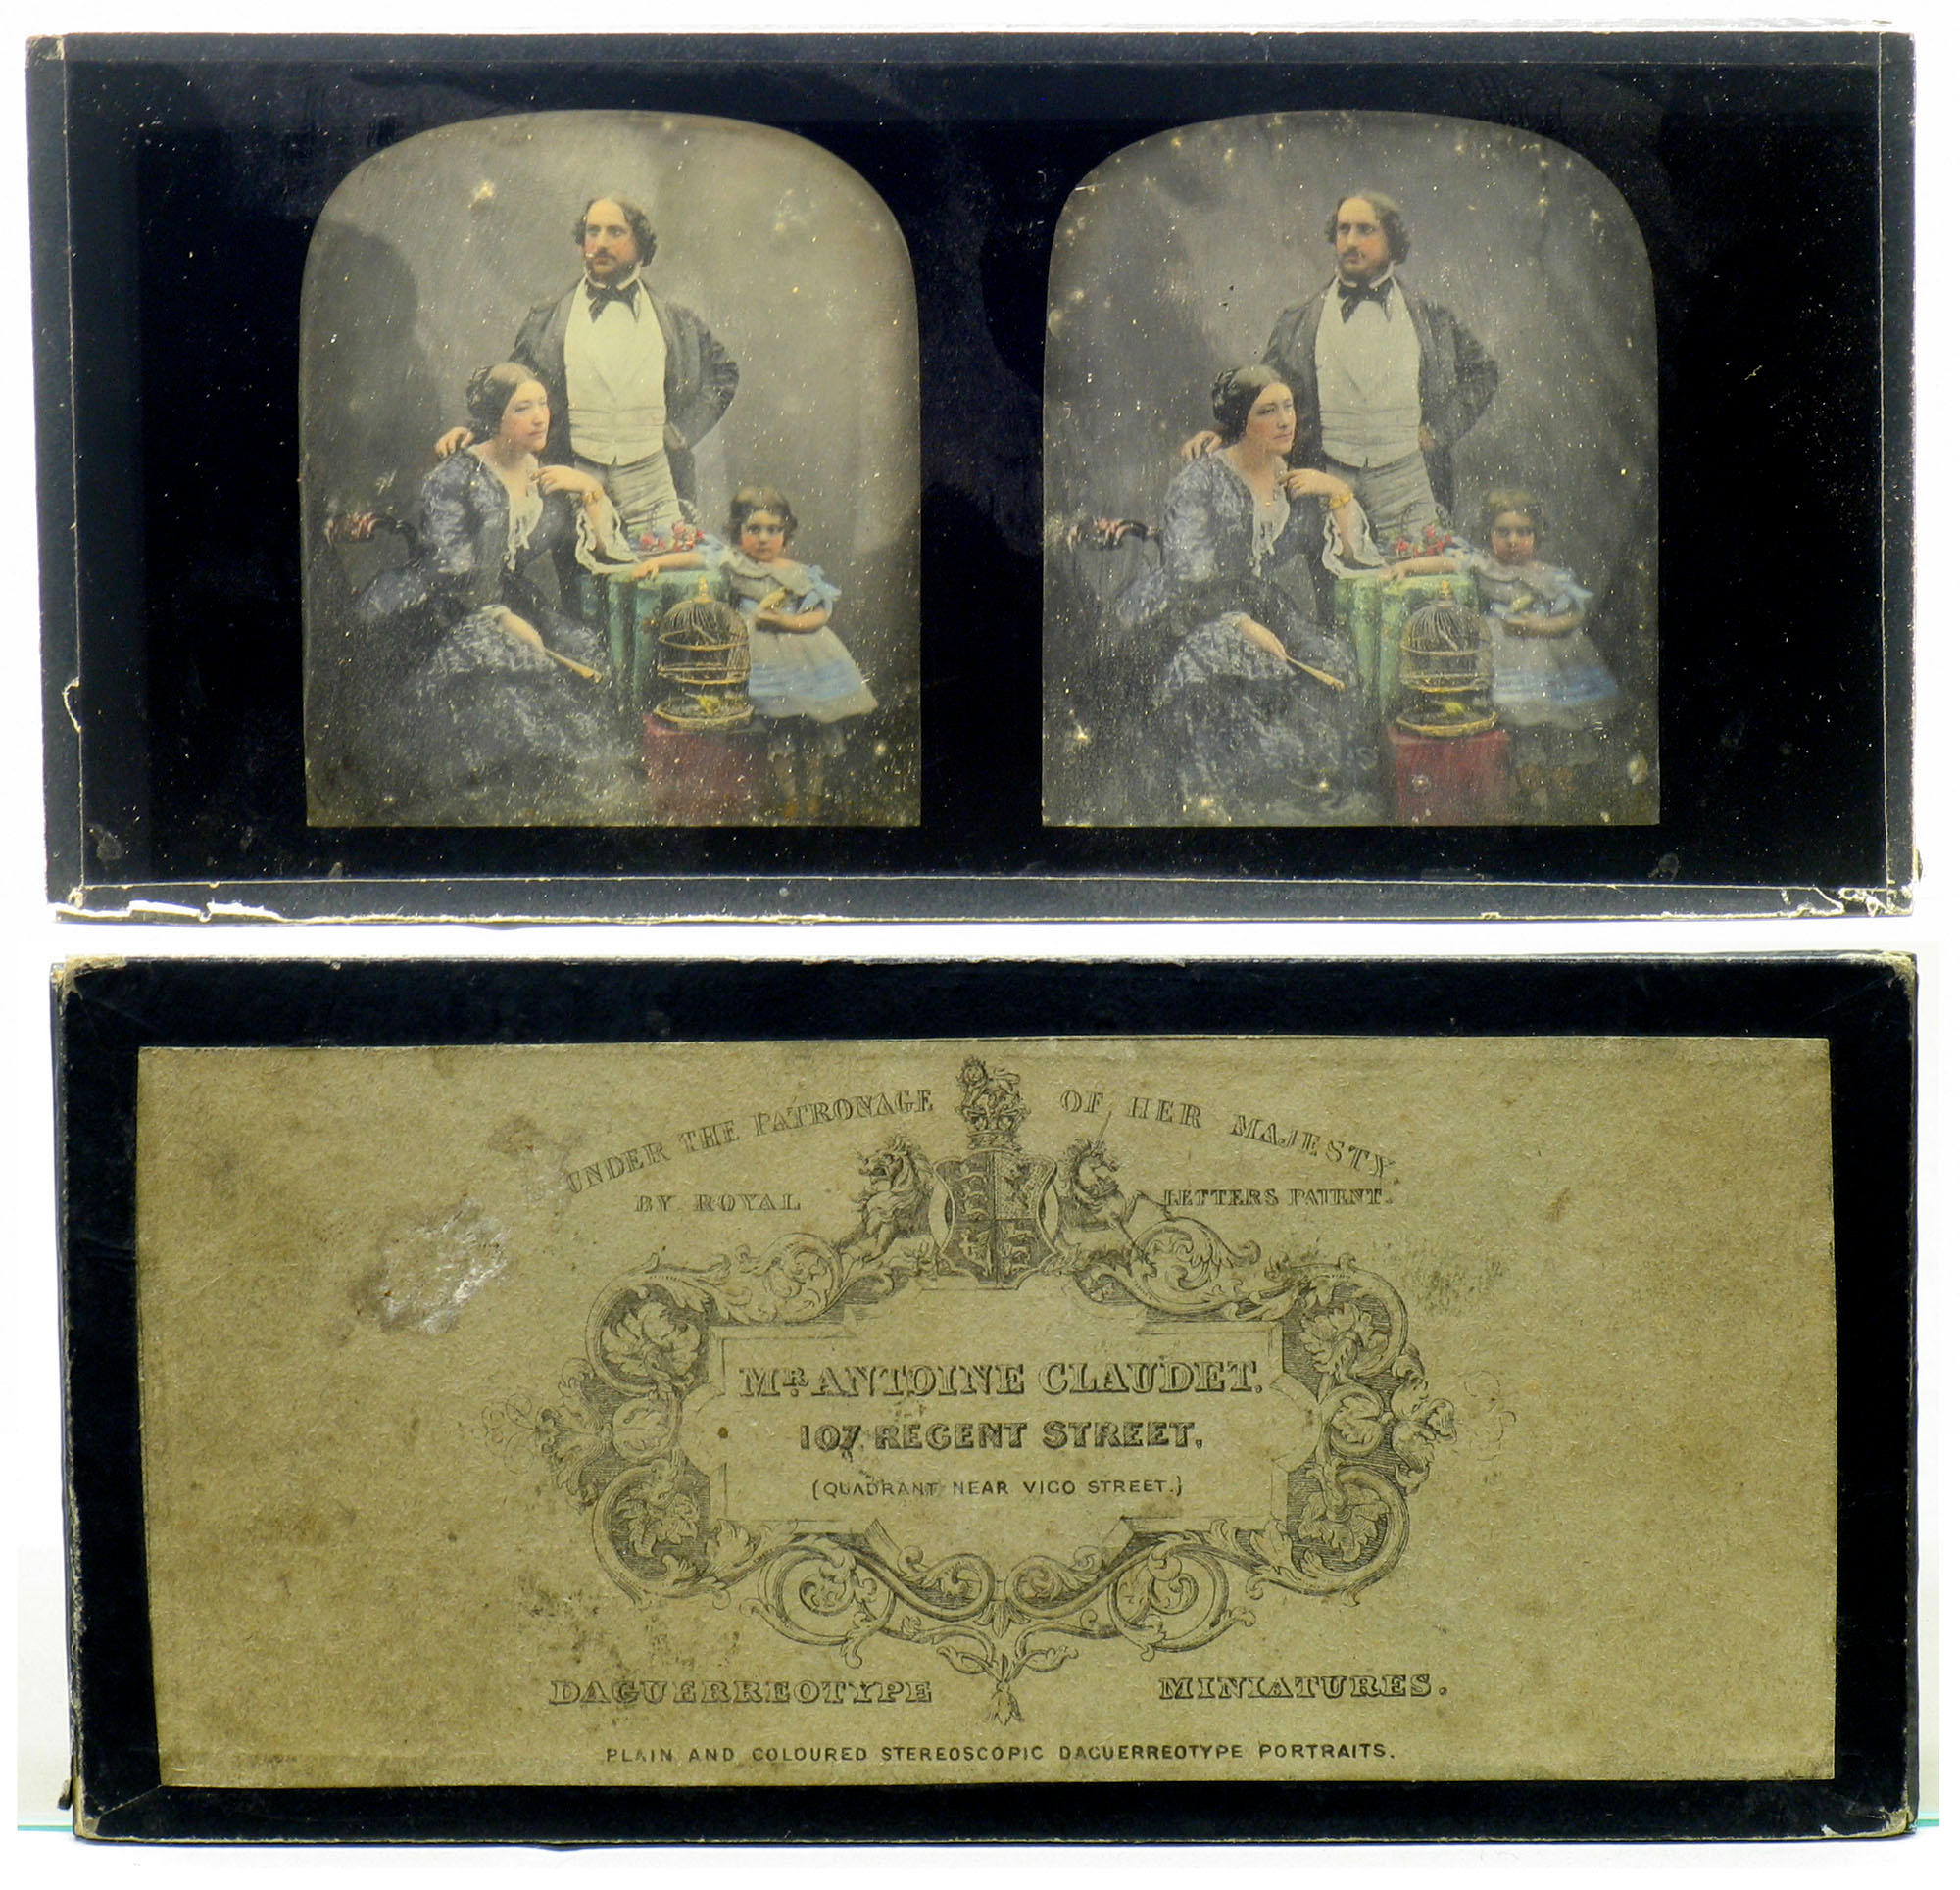 UNDER THE PATRONAGE OF HER MAJESTY
BY ROYAL LETTERS PATENT.
MR ANTOINE CLAUDET.
107 REGENT STREET,
(QUADRANT NEAR VIGO STREET.)
DAGUERREOTYPE MINIATURES.
PLAIN AND COLOURED STEREOSCOPIC DAGUERREOTYPE PORTRAITS.